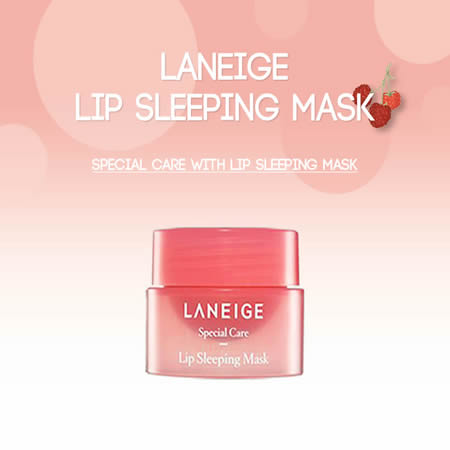 LANEIGE
LIP SLEEPING MASK
SPECIAL CARE WITH LIP SLEEPING MASK
LANEIGE
Special Care
Lip Sleeping Mask